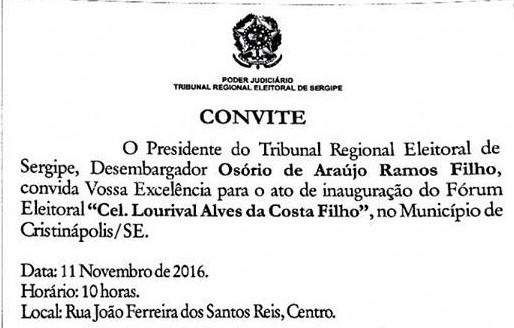 PODER JUDICIÁRIO
TRIBUNAL REGIONAL ELEITORAL DE SERGIPE
CONVITE
O Presidente do Tribunal Regional Eleitoral de
Sergipe, Desembargador Osório de Araújo Ramos Filho,
convida Vossa Excelência para o ato de inauguração do Fórum
Eleitoral “Cel. Lourival Alves da Costa Filho”, no Município de
Cristinápolis/SE.
Data: 11 Novembro de 2016.
Horário: 10 horas.
Local: Rua João Ferreira dos Santos Reis, Centro.